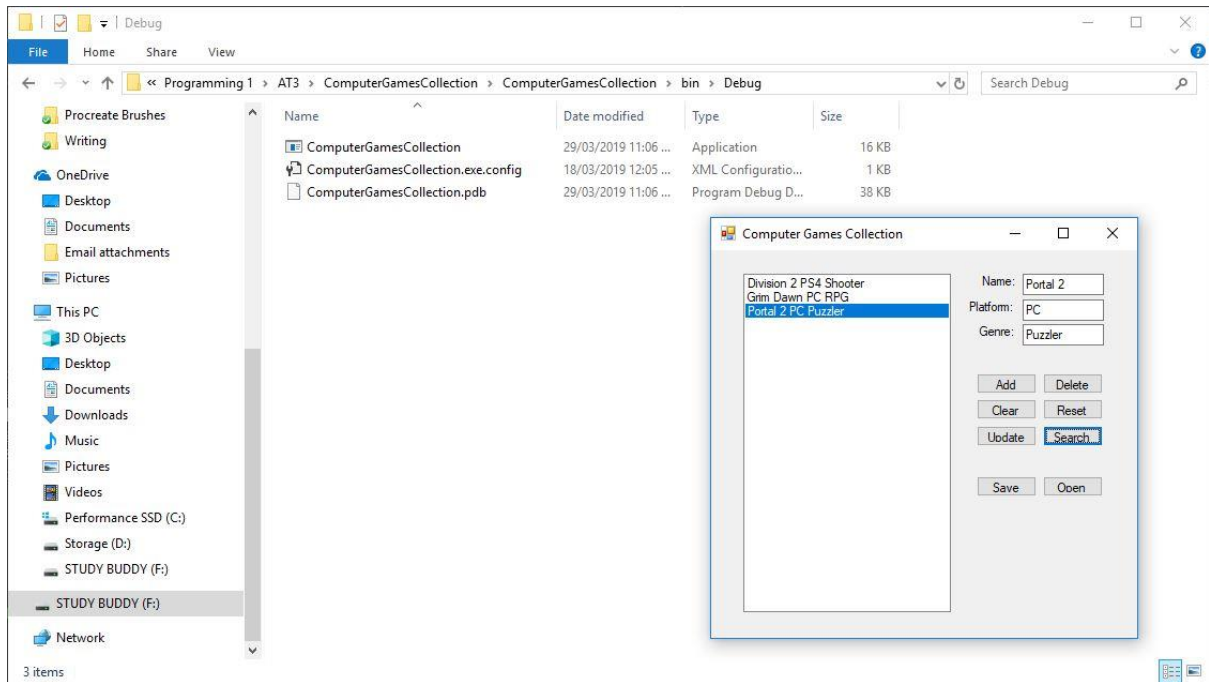 Debug
File Home Share View
« Programming 1 > AT3 > ComputerGamesCollection > ComputerGamesCollection > bin > Debug
Search Debug
Procreate Brushes
Writing
OneDrive
Desktop
Documents
Email attachments
Pictures
This PC
3D Objects
Desktop
Documents
Downloads
Music
Pictures
Videos
Performance SSD (C:)
Storage (D:)
STUDY BUDDY (F:)
STUDY BUDDY (F:)
Network
3 items
Name Date modified Type Size
ComputerGamesCollection 29/03/2019 11:06 ... Application 16 KB
ComputerGamesCollection.exe.config 18/03/2019 12:05 ... XML Configuratio... 1 KB
ComputerGamesCollection.pdb 29/03/2019 11:06 ... Program Debug D... 38 KB
Computer Games Collection
Division 2 PS4 Shooter
Grim Dawn PC RPG
Portal 2 PC Puzzler
Name: Portal 2
Platform: PC
Genre: Puzzler
Add Delete
Clear Reset
Update Search
Save Open